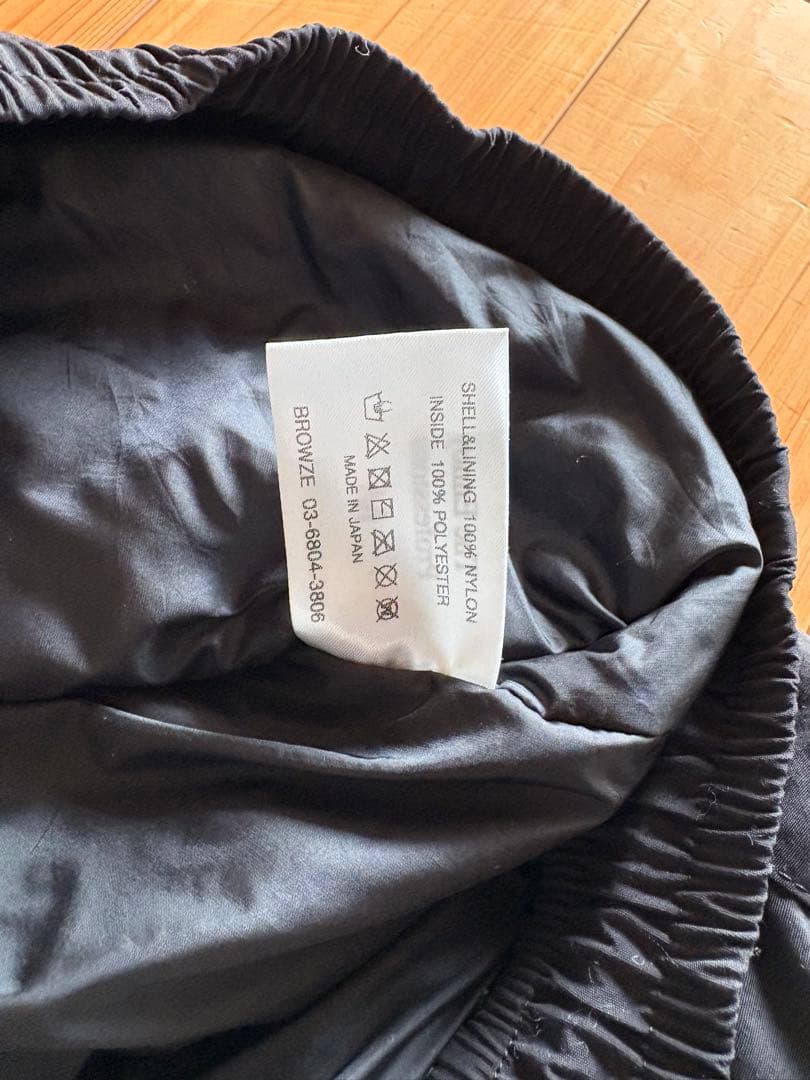 SHELL&LINING 100% NYLON
INSIDE 100% POLYESTER
MADE IN JAPAN
BROWZE 03-6804-3806